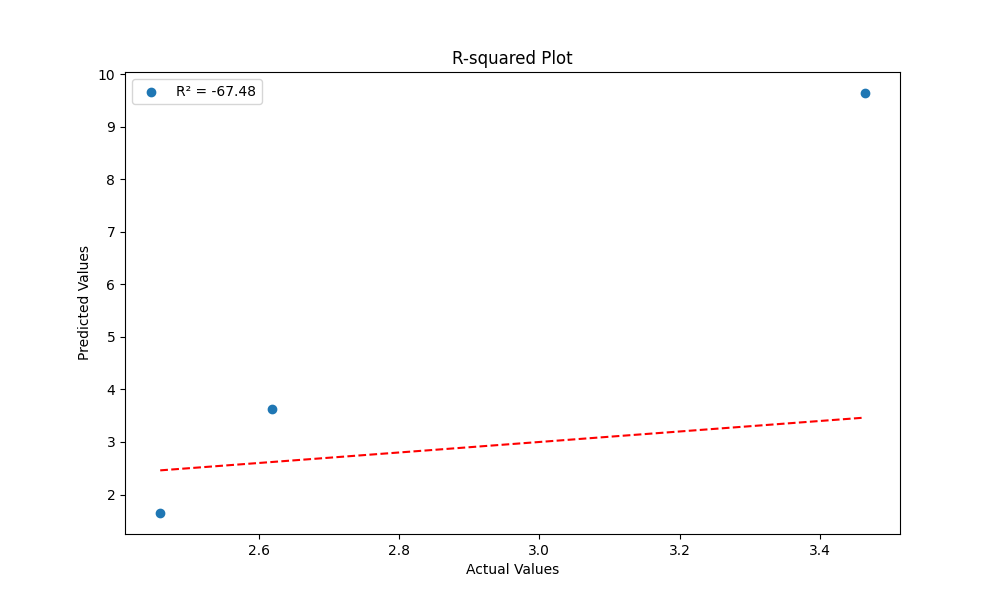 R-squared Plot
R² = -67.48
10
9
8
7
6
5
4
3
2
Predicted Values
2.6 2.8 3.0 3.2 3.4
Actual Values